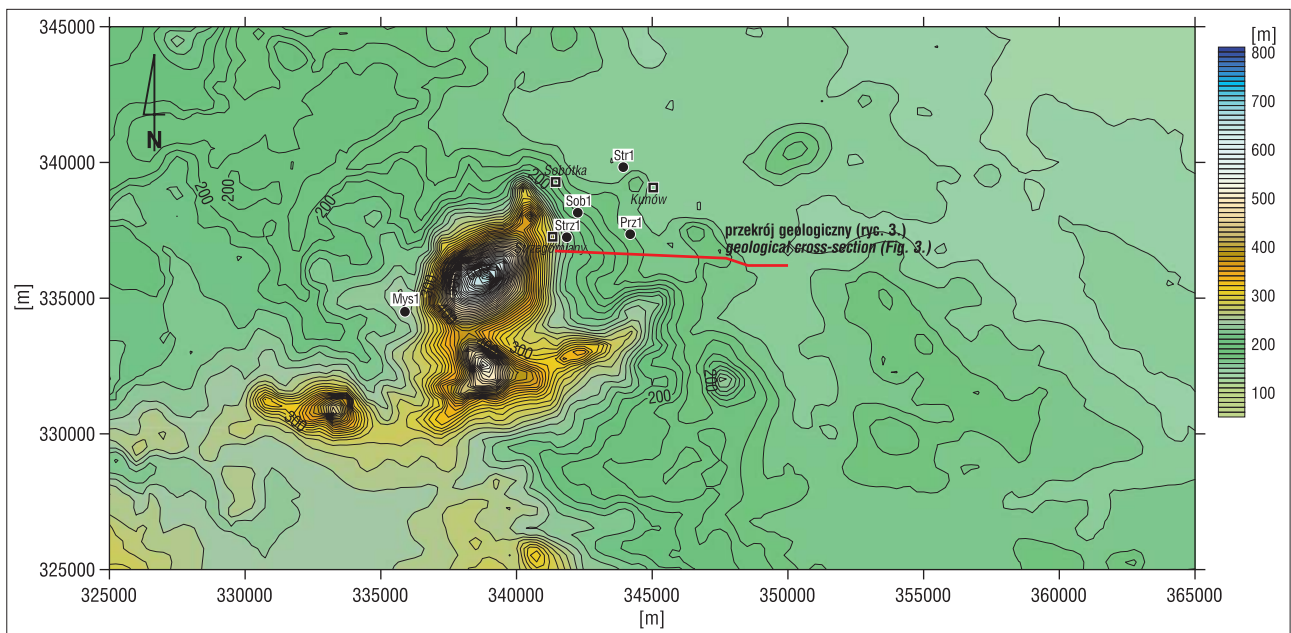 345000
340000
335000
330000
325000
[m]
325000
330000
335000
340000
345000
350000
355000
360000
365000
[m]
N
200
200
200
200
Sobótka
Str1
Kunów
Sob1
Strz1
Strzegomiany
Prz1
przekrój geologiczny (ryc. 3.)
geological cross-section (Fig. 3.)
Mys1
300
200
200
300
[m]
800
700
600
500
400
300
200
100